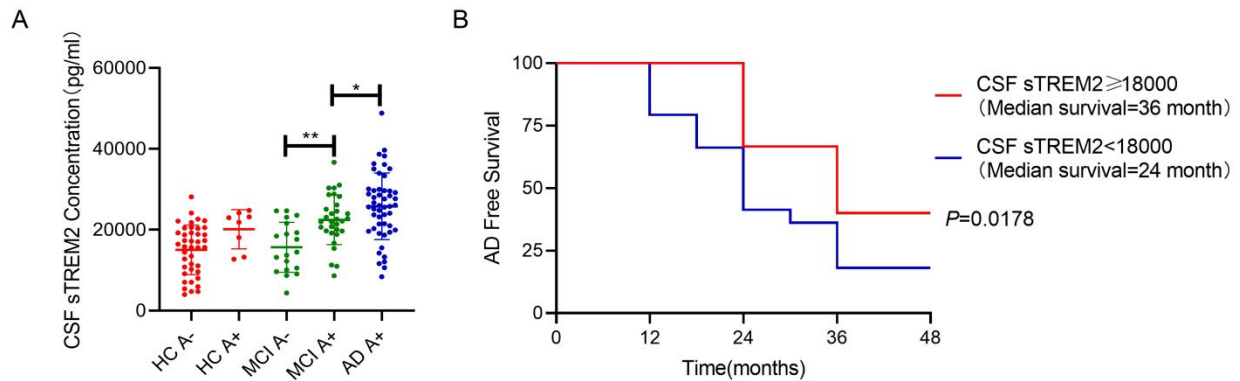 A
CSF sTREM2 Concentration(pg/ml)
60000
40000
20000
0
**
*
HC A-
HC A+
MCI A-
MCI A+
AD A+
B
AD Free Survival
100
75
50
25
0
0
12
24
36
48
Time(months)
CSF sTREM2≥18000
(Median survival=36 month)
CSF sTREM2<18000
(Median survival=24 month)
P=0.0178